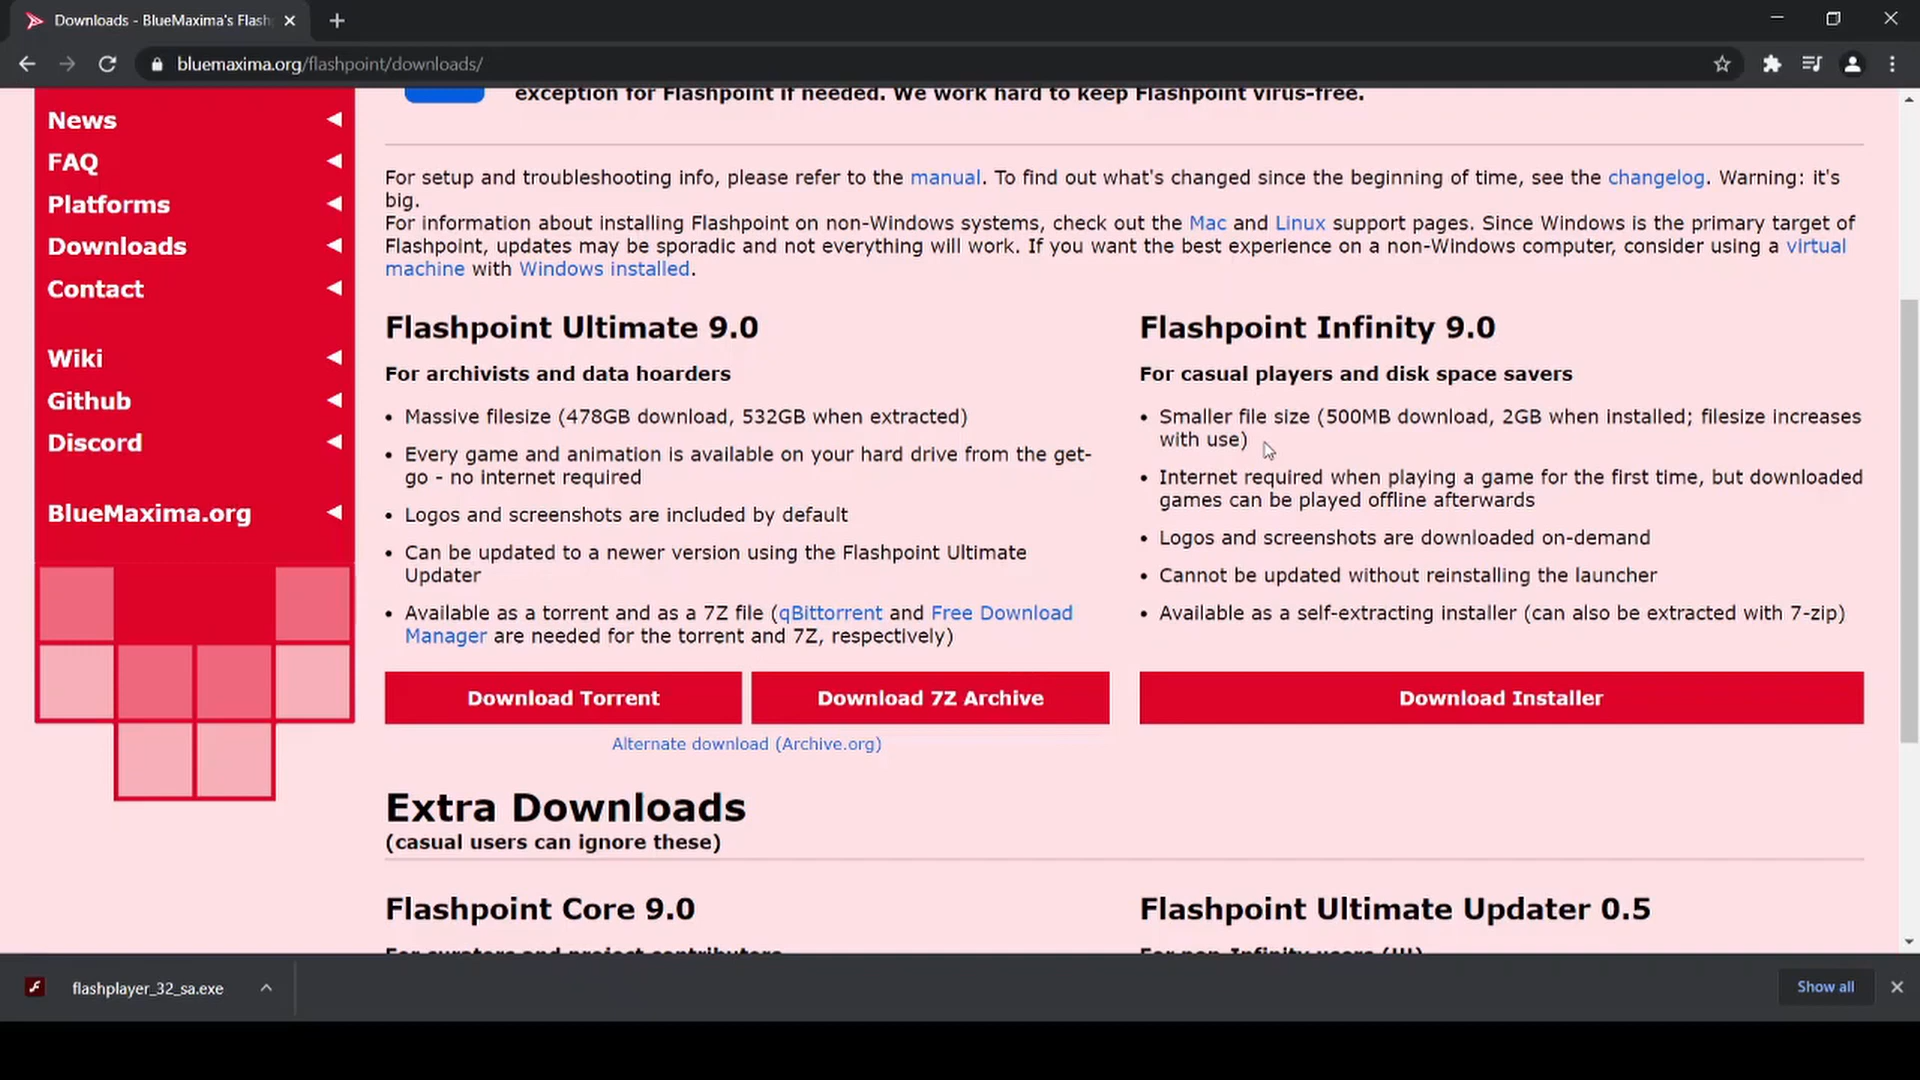 Downloads - BlueMaxima's Flash
bluemaxima.org/flashpoint/downloads/
exception for Flashpoint if needed. We work hard to keep Flashpoint virus-free.
News
FAQ
Platforms
Downloads
Contact
Wiki
Github
Discord
BlueMaxima.org
For setup and troubleshooting info, please refer to the manual. To find out what's changed since the beginning of time, see the changelog. Warning: it's
big.
For information about installing Flashpoint on non-Windows systems, check out the Mac and Linux support pages. Since Windows is the primary target of
Flashpoint, updates may be sporadic and not everything will work. If you want the best experience on a non-Windows computer, consider using a virtual
machine with Windows installed.
Flashpoint Ultimate 9.0
For archivists and data hoarders
• Massive filesize (478GB download, 532GB when extracted)
• Every game and animation is available on your hard drive from the get-
go - no internet required
• Logos and screenshots are included by default
• Can be updated to a newer version using the Flashpoint Ultimate
Updater
• Available as a torrent and as a 7Z file (qBittorrent and Free Download
Manager are needed for the torrent and 7Z, respectively)
Download Torrent
Download 7Z Archive
Alternate download (Archive.org)
Flashpoint Infinity 9.0
For casual players and disk space savers
• Smaller file size (500MB download, 2GB when installed; filesize increases
with use)
• Internet required when playing a game for the first time, but downloaded
games can be played offline afterwards
• Logos and screenshots are downloaded on-demand
• Cannot be updated without reinstalling the launcher
• Available as a self-extracting installer (can also be extracted with 7-zip)
Download Installer
Extra Downloads
(casual users can ignore these)
Flashpoint Core 9.0
For curators and project contributors
Flashpoint Ultimate Updater 0.5
For non-Infinity users (!!!)
flashplayer_32_sa.exe
Show all